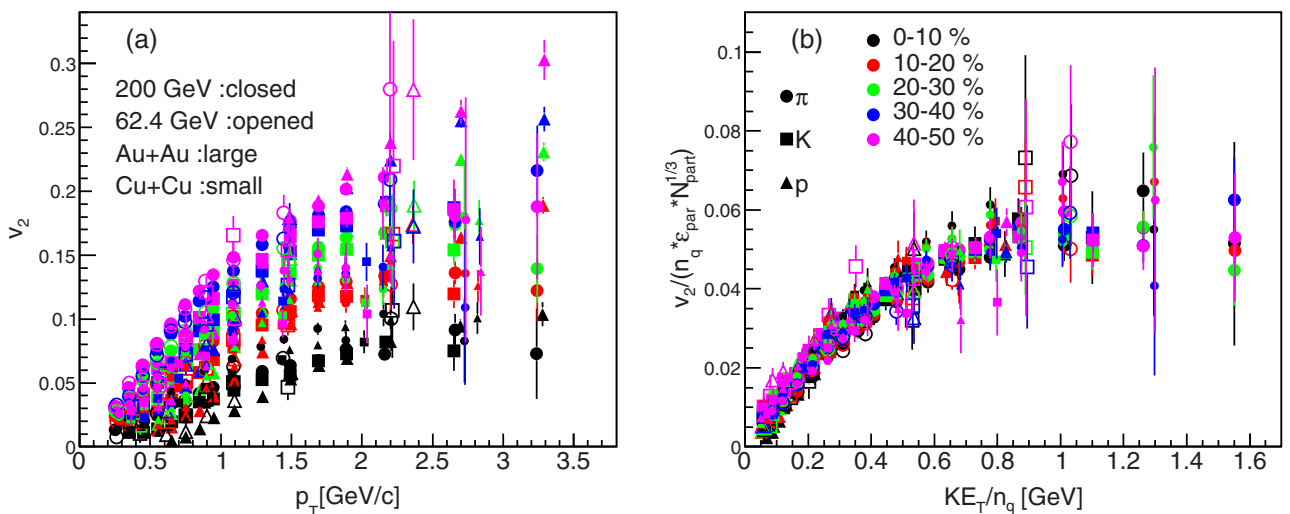 (a)
200 GeV :closed
62.4 GeV :opened
Au+Au :large
Cu+Cu :small
v2
0.3
0.25
0.2
0.15
0.1
0.05
0
0 0.5 1 1.5 2 2.5 3 3.5
pT[GeV/c]
(b)
0-10 %
10-20 %
20-30 %
30-40 %
40-50 %
π
K
p
v2/(nq*εpar*N1/3part)
0.1
0.08
0.06
0.04
0.02
0
0 0.2 0.4 0.6 0.8 1 1.2 1.4 1.6
KET/nq [GeV]